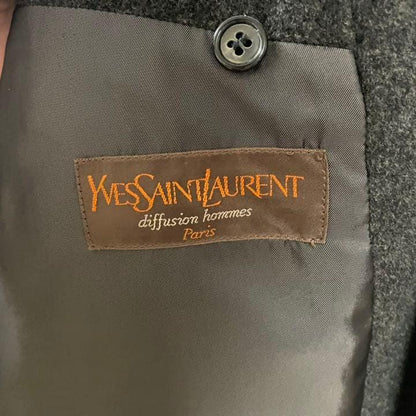 YVESSAINTLAURENT
diffusion hommes
Paris